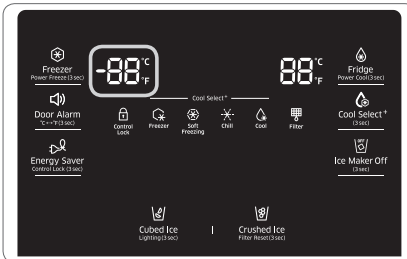 Freezer
Power Freeze (3 sec)
-88 °C °F
88 °C °F
Fridge
Power Cool (3 sec)
Door Alarm
°C↔°F (3 sec)
Cool Select+
Control Lock
Freezer
Soft Freezing
Chill
Cool
Filter
Cool Select+
(3 sec)
Energy Saver
Control Lock (3 sec)
OFF
Ice Maker Off
(3 sec)
Cubed Ice
Lighting (3 sec)
Crushed Ice
Filter Reset (3 sec)